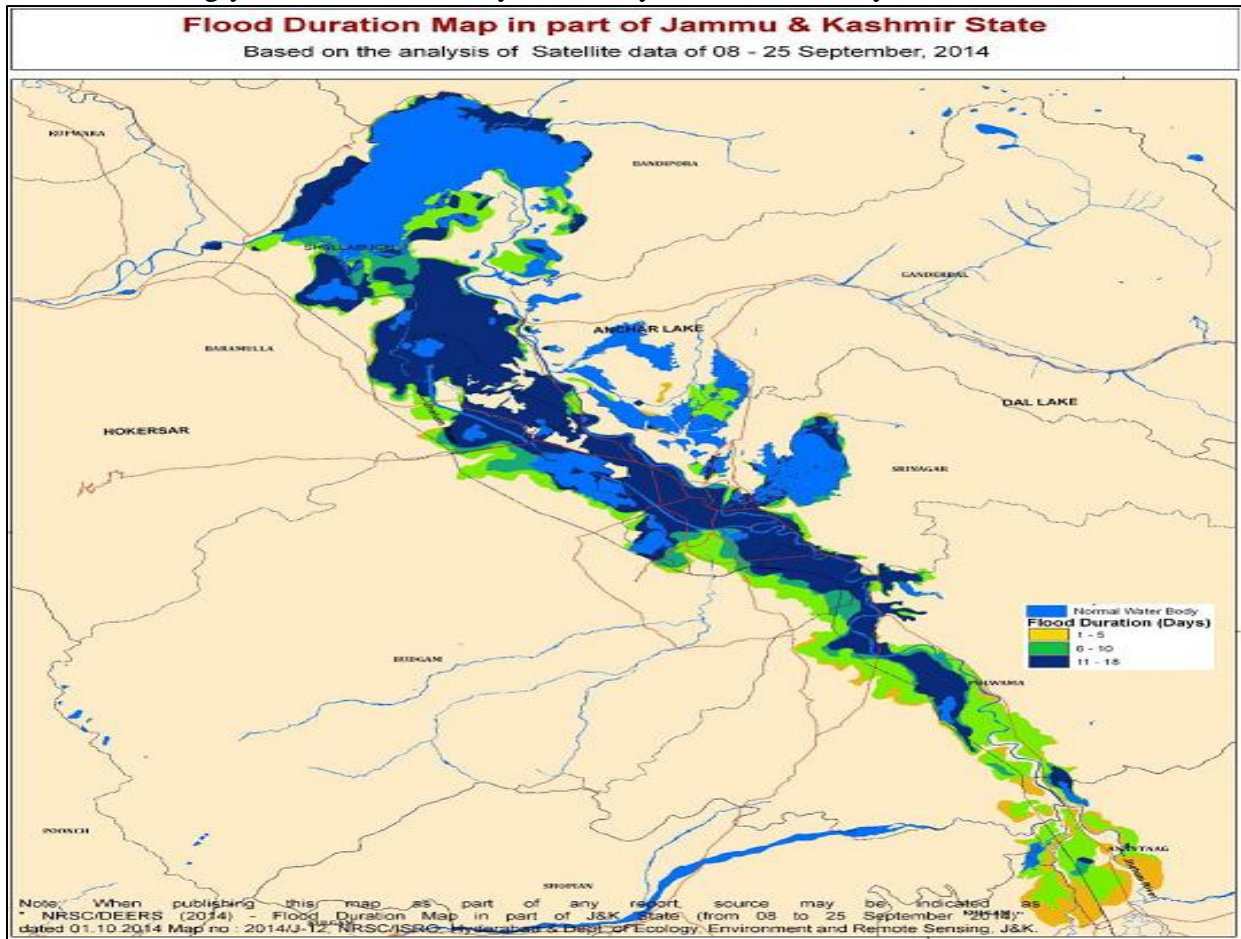 Flood Duration Map in part of Jammu & Kashmir State
Based on the analysis of Satellite data of 08 - 25 September, 2014
KUPWARA
BANDIPORA
SHALLABUGH
GANDERBAL
ANCHAR LAKE
BARAMULLA
DAL LAKE
HOKERSAR
SRINAGAR
Normal Water Body
Flood Duration (Days)
1 - 5
6 - 10
11 - 18
BUDGAM
PULWAMA
POONCH
ANANTNAG
SHOPIAN
Note: When publishing this map as part of any report, source may be indicated as
" NRSC/DEERS (2014) - Flood Duration Map in part of J&K State (from 08 to 25 September 2014)"
dated 01.10.2014 Map no : 2014/J-12, NRSC/ISRO, Hyderabad & Dept. of Ecology, Environment and Remote Sensing, J&K.